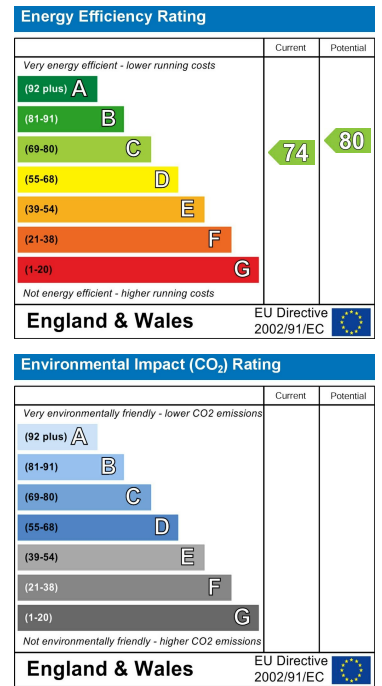 Energy Efficiency Rating
Current Potential
Very energy efficient - lower running costs
(92 plus) A
(81-91) B
(69-80) C
(55-68) D
(39-54) E
(21-38) F
(1-20) G
74
80
Not energy efficient - higher running costs
England & Wales
EU Directive
2002/91/EC
Environmental Impact (CO₂) Rating
Current Potential
Very environmentally friendly - lower CO2 emissions
(92 plus) A
(81-91) B
(69-80) C
(55-68) D
(39-54) E
(21-38) F
(1-20) G
Not environmentally friendly - higher CO2 emissions
England & Wales
EU Directive
2002/91/EC